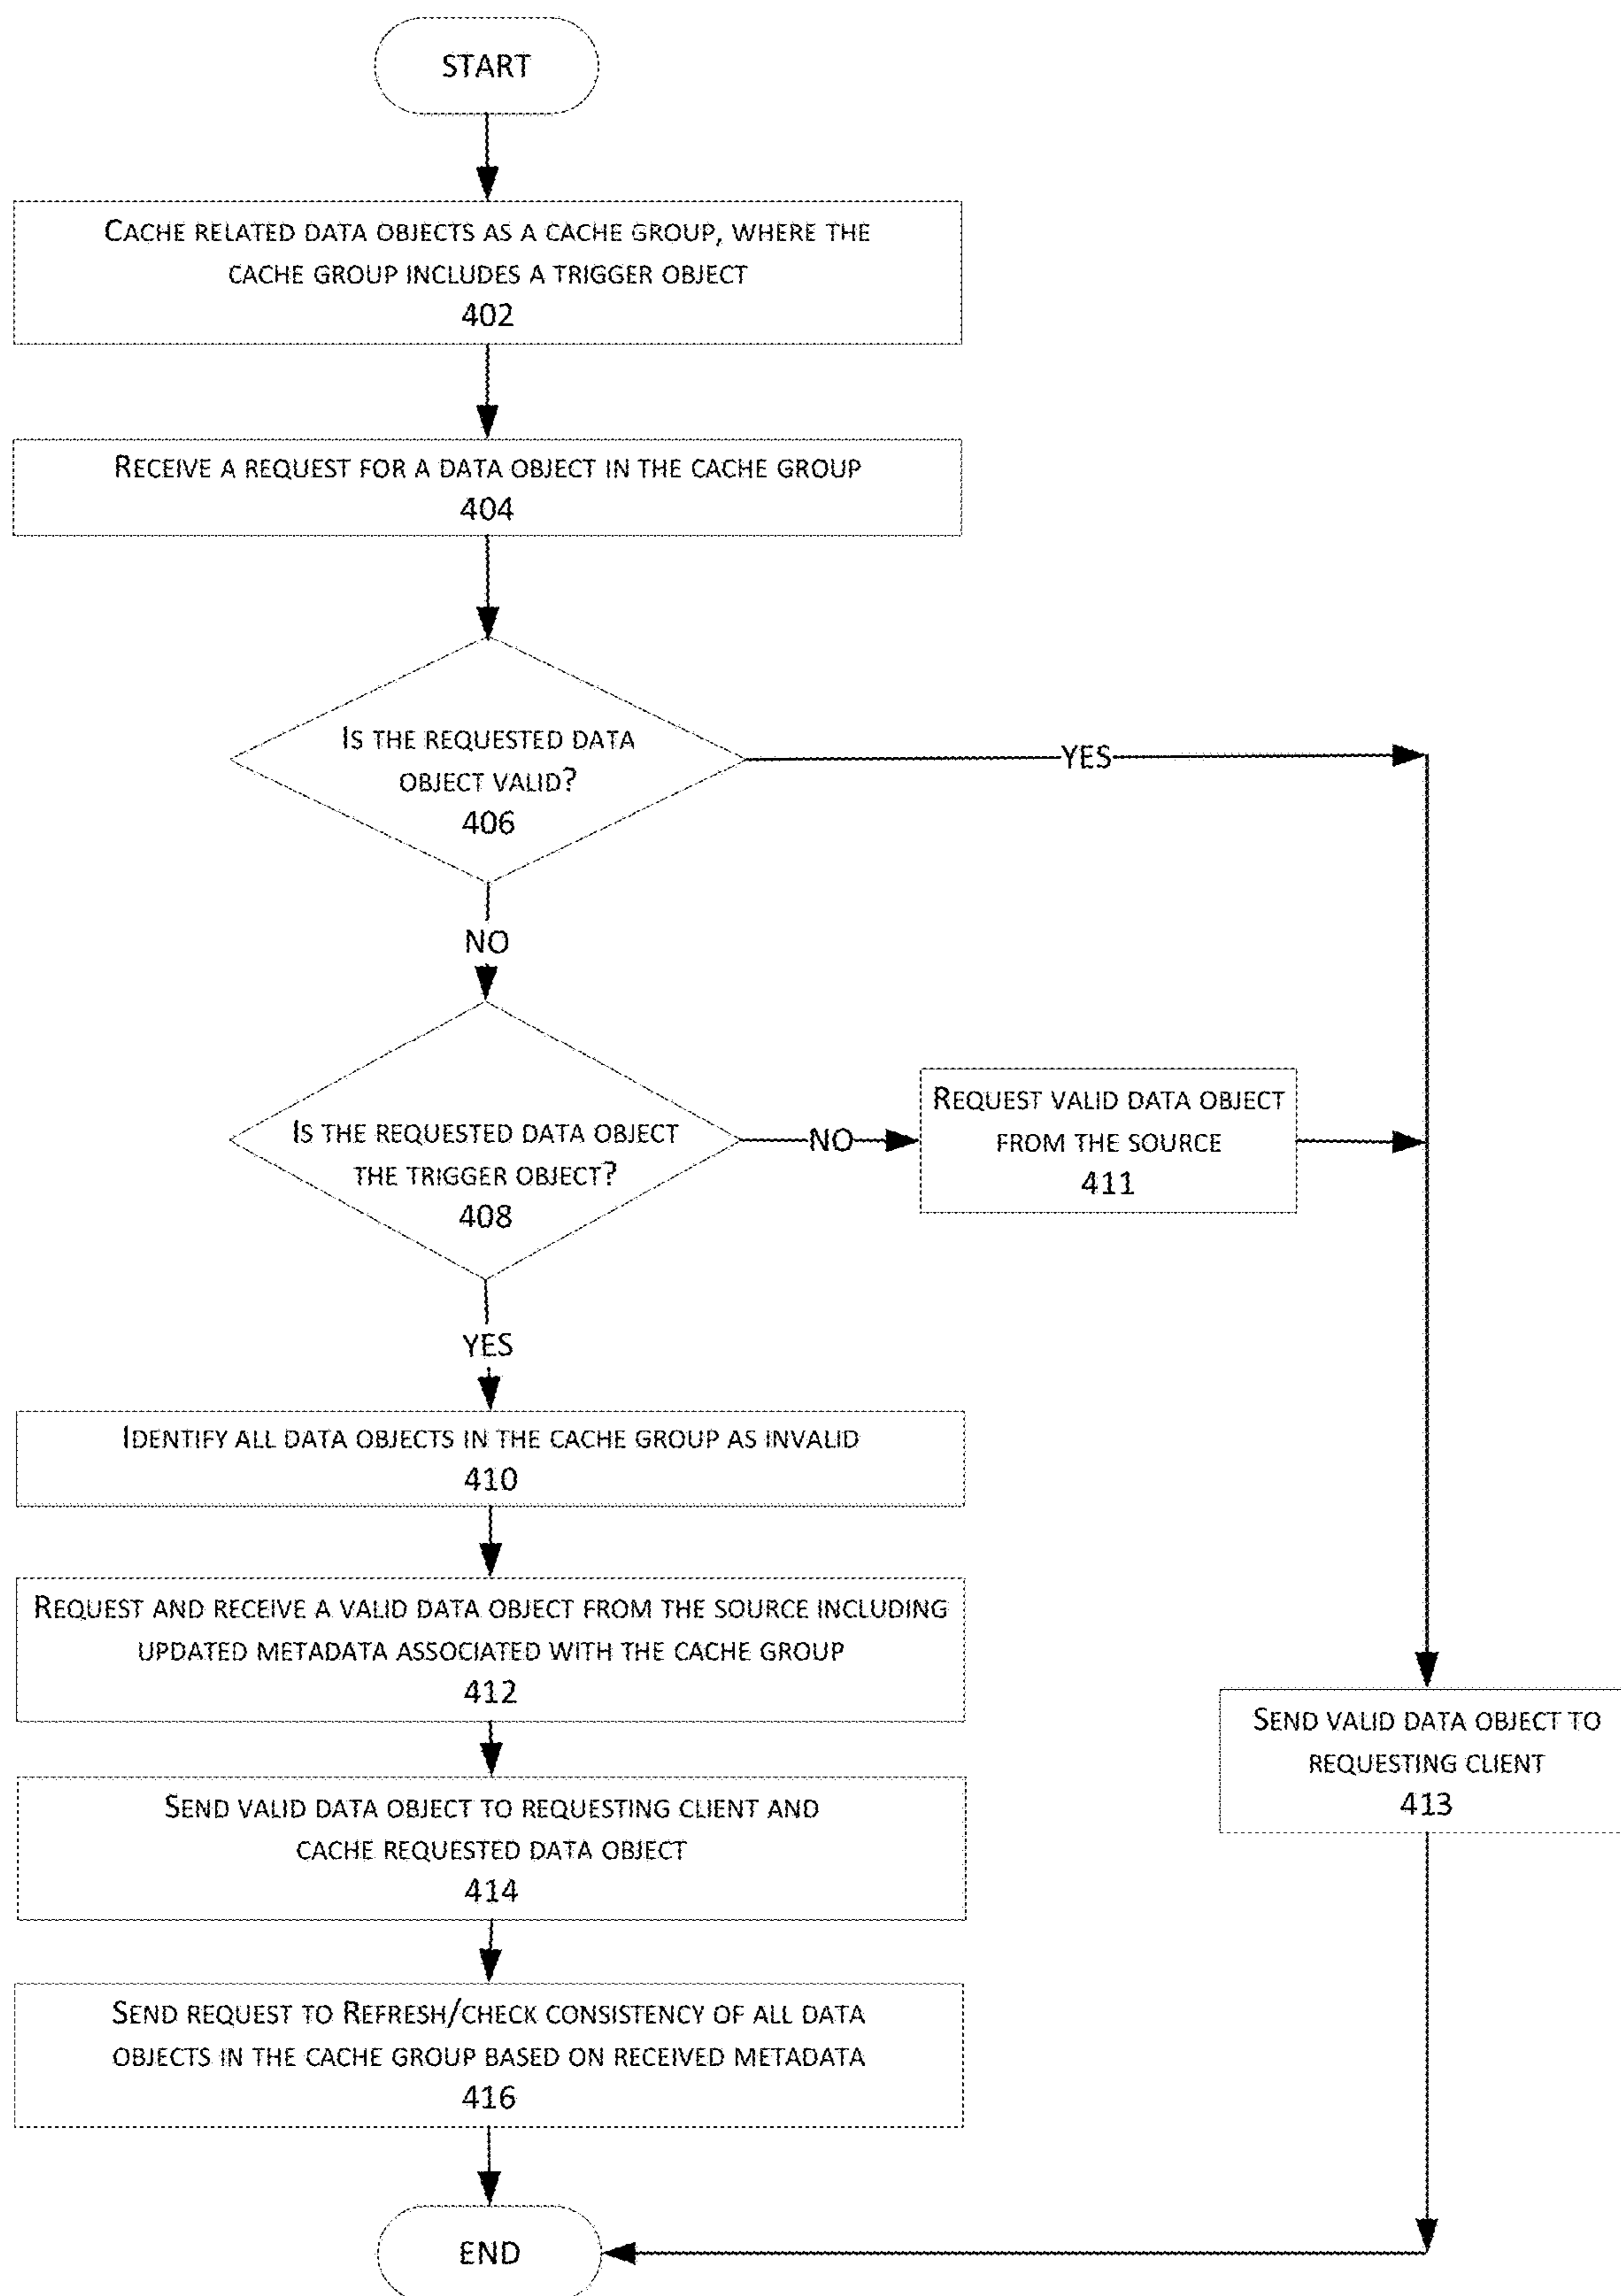 START
Cache related data objects as a cache group, where the
cache group includes a trigger object
402
Receive a request for a data object in the cache group
404
Is the requested data
object valid?
406
YES
NO
Is the requested data object
the trigger object?
408
NO
Request valid data object
from the source
411
YES
Identify all data objects in the cache group as invalid
410
Request and receive a valid data object from the source including
updated metadata associated with the cache group
412
Send valid data object to
requesting client
413
Send valid data object to requesting client and
cache requested data object
414
Send request to Refresh/check consistency of all data
objects in the cache group based on received metadata
416
END